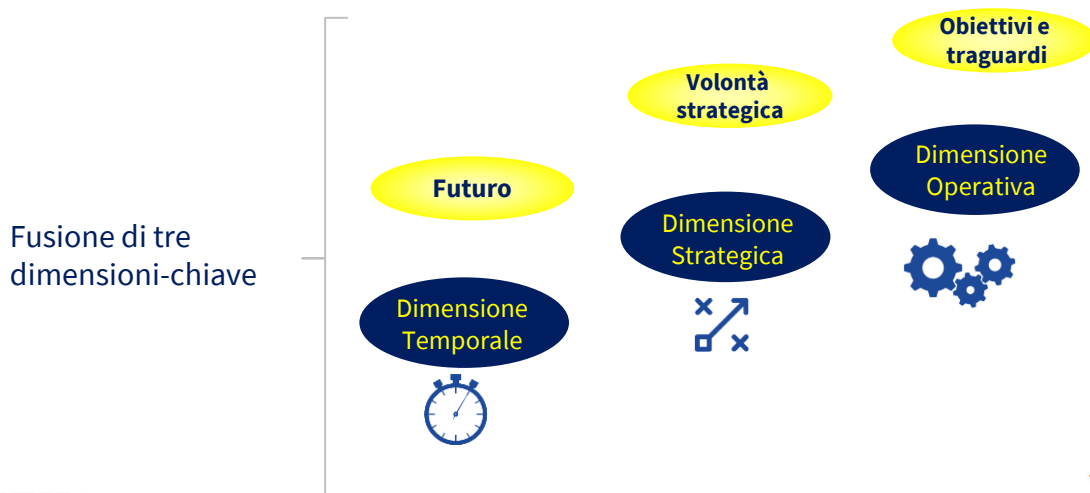 Fusione di tre
dimensioni-chiave
Futuro
Dimensione
Temporale
Volontà
strategica
Dimensione
Strategica
Obiettivi e
traguardi
Dimensione
Operativa